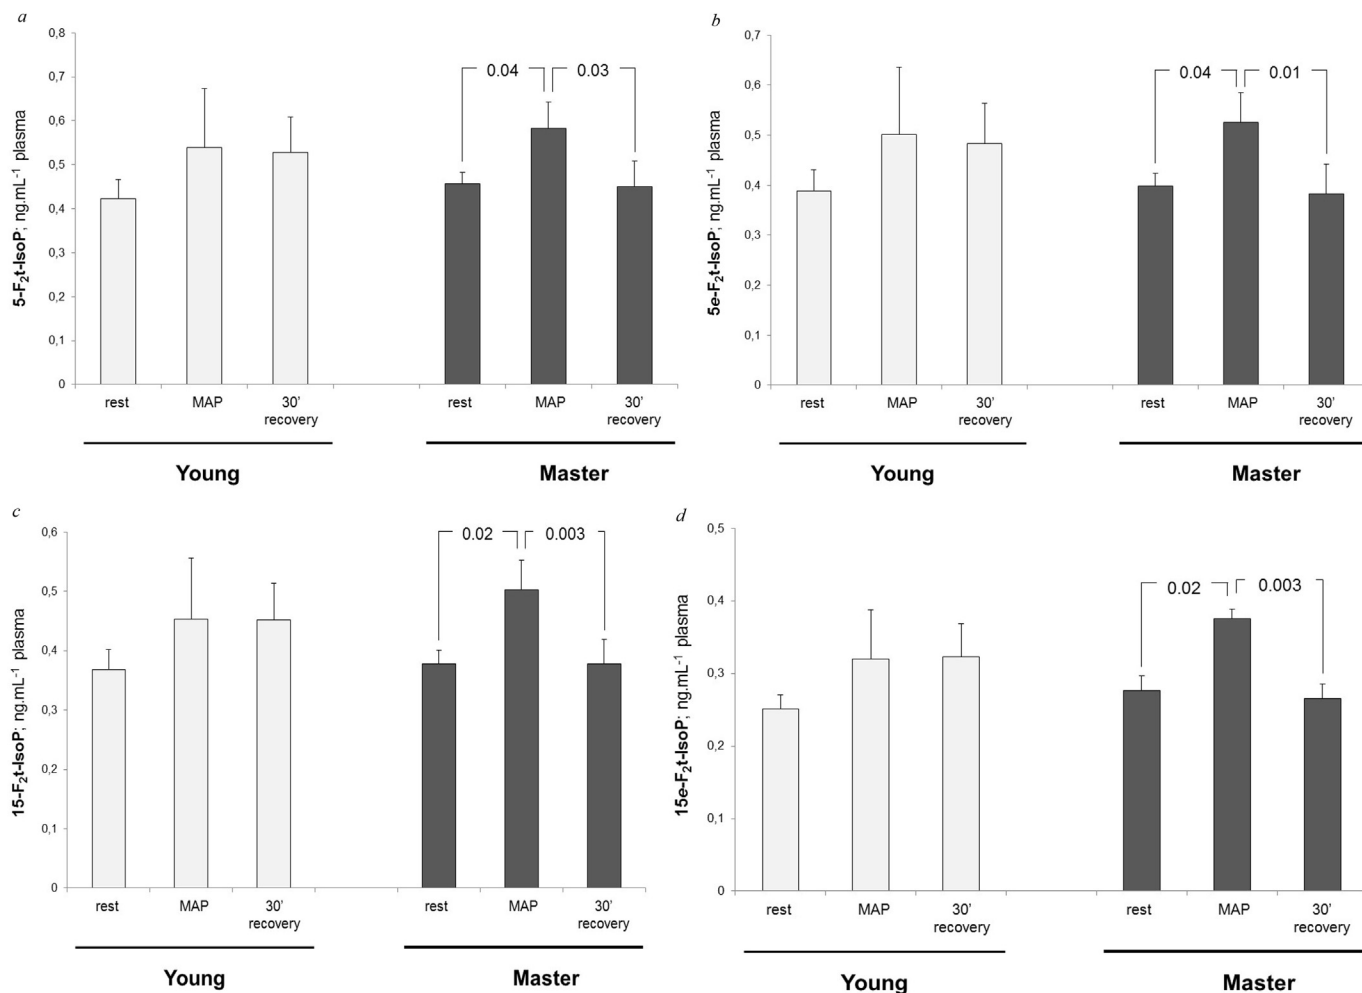 a
0,8
0,7
0,6
0,5
0,4
0,3
0,2
0,1
0
5-F₂t-IsoP; ng.mL⁻¹ plasma
0.04
0.03
rest
MAP
30'
recovery
rest
MAP
30'
recovery
Young
Master
b
0,7
0,6
0,5
0,4
0,3
0,2
0,1
0
5e-F₂t-IsoP; ng.mL⁻¹ plasma
0.04
0.01
rest
MAP
30'
recovery
rest
MAP
30'
recovery
Young
Master
c
0,6
0,5
0,4
0,3
0,2
0,1
0
15-F₂t-IsoP; ng.mL⁻¹ plasma
0.02
0.003
rest
MAP
30'
recovery
rest
MAP
30'
recovery
Young
Master
d
0,5
0,4
0,3
0,2
0,1
0
15e-F₂t-IsoP; ng.mL⁻¹ plasma
0.02
0.003
rest
MAP
30'
recovery
rest
MAP
30'
recovery
Young
Master